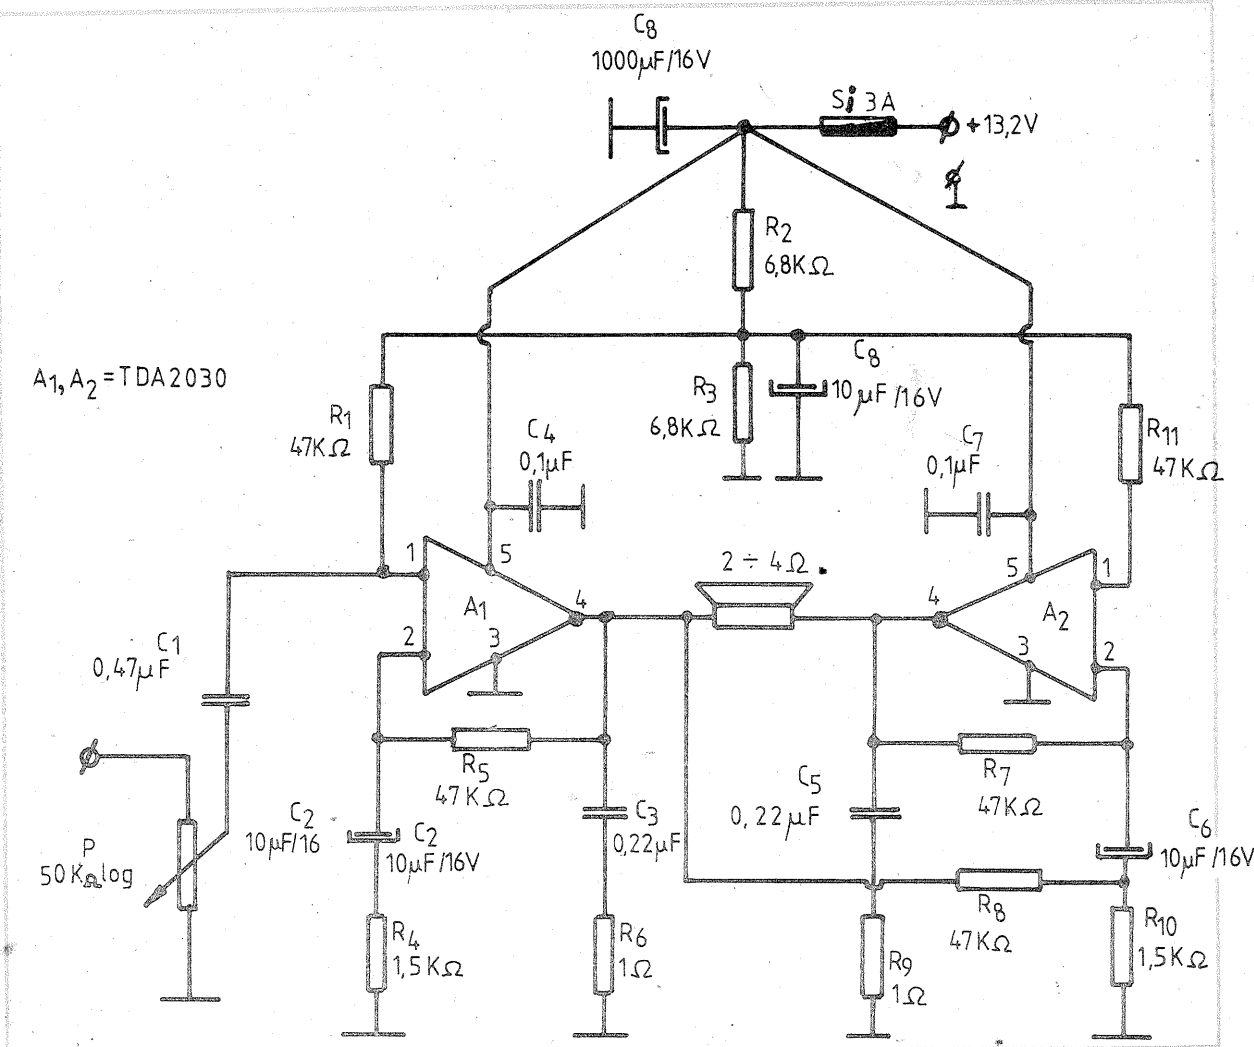 C8
1000µF/16V
Si 3A
+13,2V
R2
6,8KΩ
A1, A2 = TDA2030
C8
10µF/16V
R3
6,8KΩ
R1
47KΩ
C4
0,1µF
C7
0,1µF
R11
47KΩ
1
5
2 ÷ 4Ω.
5
1
A1
4
4
A2
2
3
3
2
C1
0,47µF
R5
47KΩ
R7
47KΩ
C5
0,22µF
C2
10µF/16
C2
10µF/16V
C3
0,22µF
C6
10µF/16V
P
50KΩlog
R8
47KΩ
R4
1,5KΩ
R6
1Ω
R9
1Ω
R10
1,5KΩ